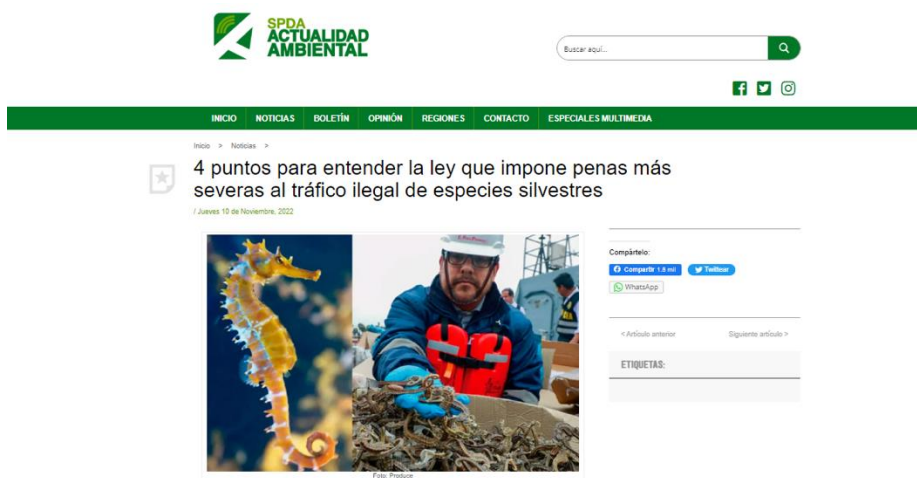 SPDA
ACTUALIDAD
AMBIENTAL
Buscar aquí...
INICIO NOTICIAS BOLETÍN OPINIÓN REGIONES CONTACTO ESPECIALES MULTIMEDIA
Inicio > Noticias >
4 puntos para entender la ley que impone penas más
severas al tráfico ilegal de especies silvestres
/ Jueves 10 de Noviembre, 2022
Compártelo:
Compartir 1.8 mil Twittear
WhatsApp
< Artículo anterior Siguiente artículo >
ETIQUETAS:
Foto: Produce